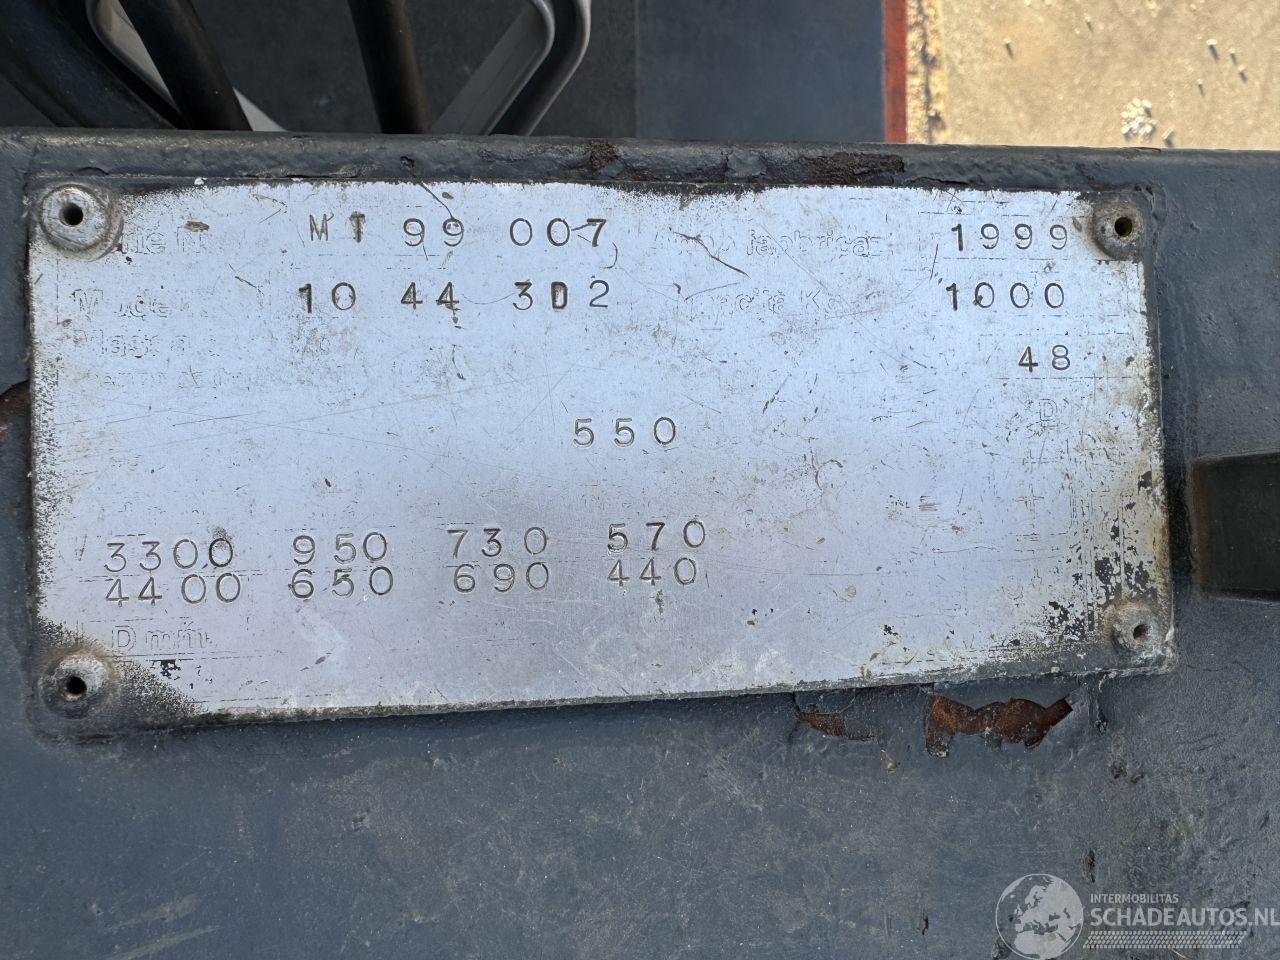 MT 99 007 1999
10 44 3D2 1000
48
D
550
3300 950 730 570
4400 650 690 440
D mm
INTERMOBILITAS
SCHADEAUTOS.NL